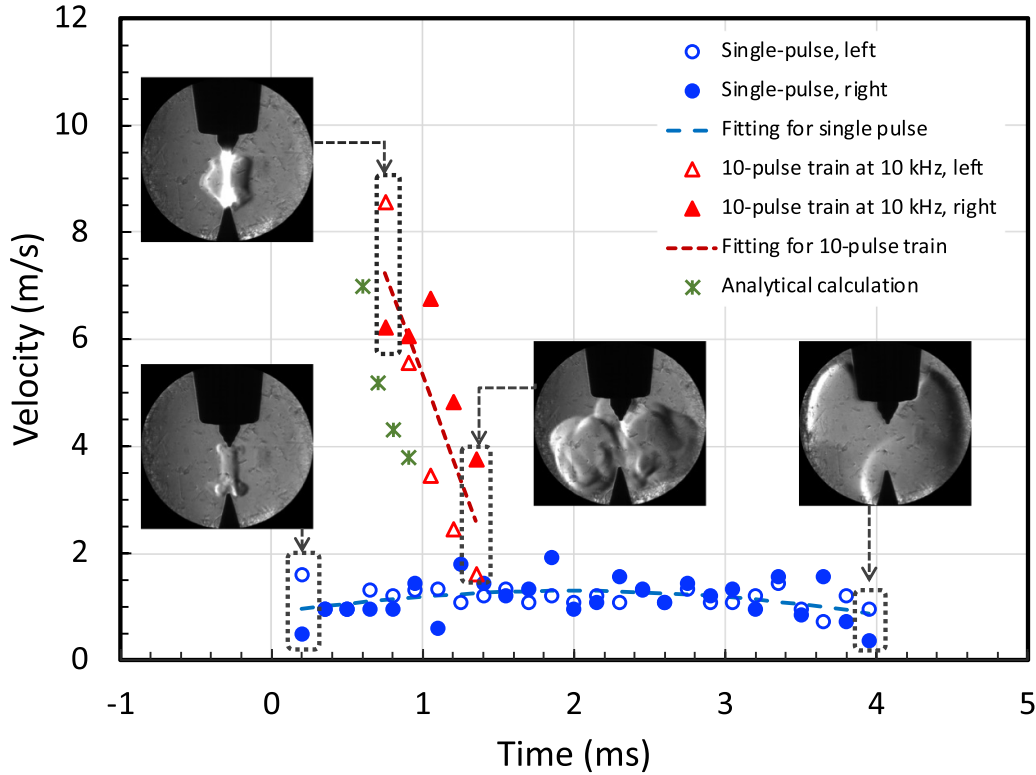 12
10
8
6
4
2
0
Velocity (m/s)
Single-pulse, left
Single-pulse, right
Fitting for single pulse
10-pulse train at 10 kHz, left
10-pulse train at 10 kHz, right
Fitting for 10-pulse train
Analytical calculation
-1 0 1 2 3 4 5
Time (ms)